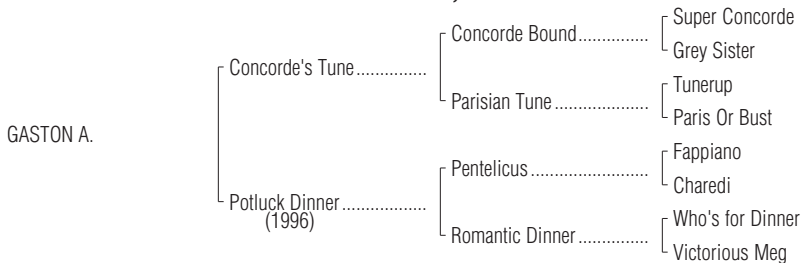 Super Concorde
Concorde Bound...............
Grey Sister
Concorde's Tune...............
Tunerup
Parisian Tune....................
Paris Or Bust
GASTON A.
Fappiano
Pentelicus.........................
Charedi
Potluck Dinner..................
(1996)
Who's for Dinner
Romantic Dinner...............
Victorious Meg